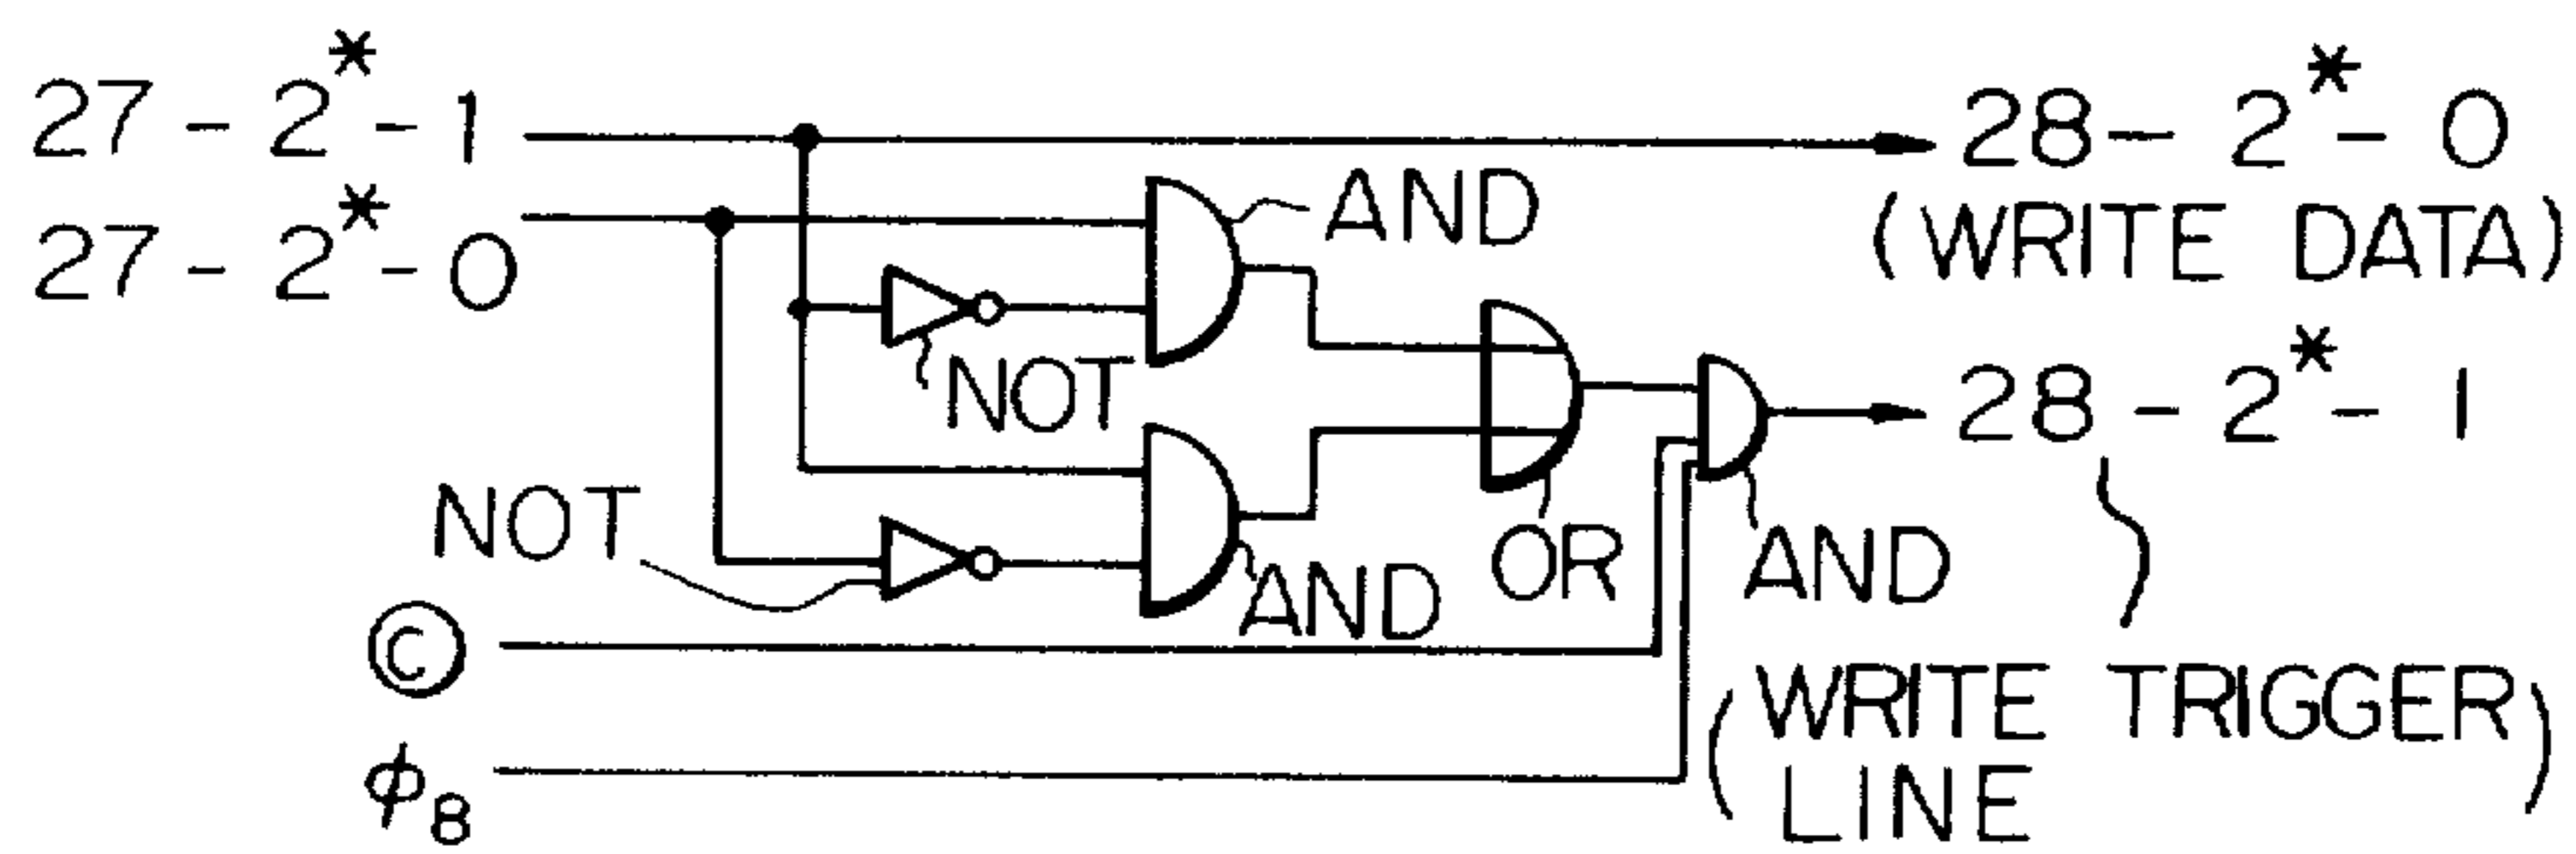 27-2*-1
28-2*-0
(WRITE DATA)
27-2*-0
AND
NOT
28-2*-1
NOT
AND
OR
AND
Ⓒ
(WRITE TRIGGER
LINE)
ϕ8